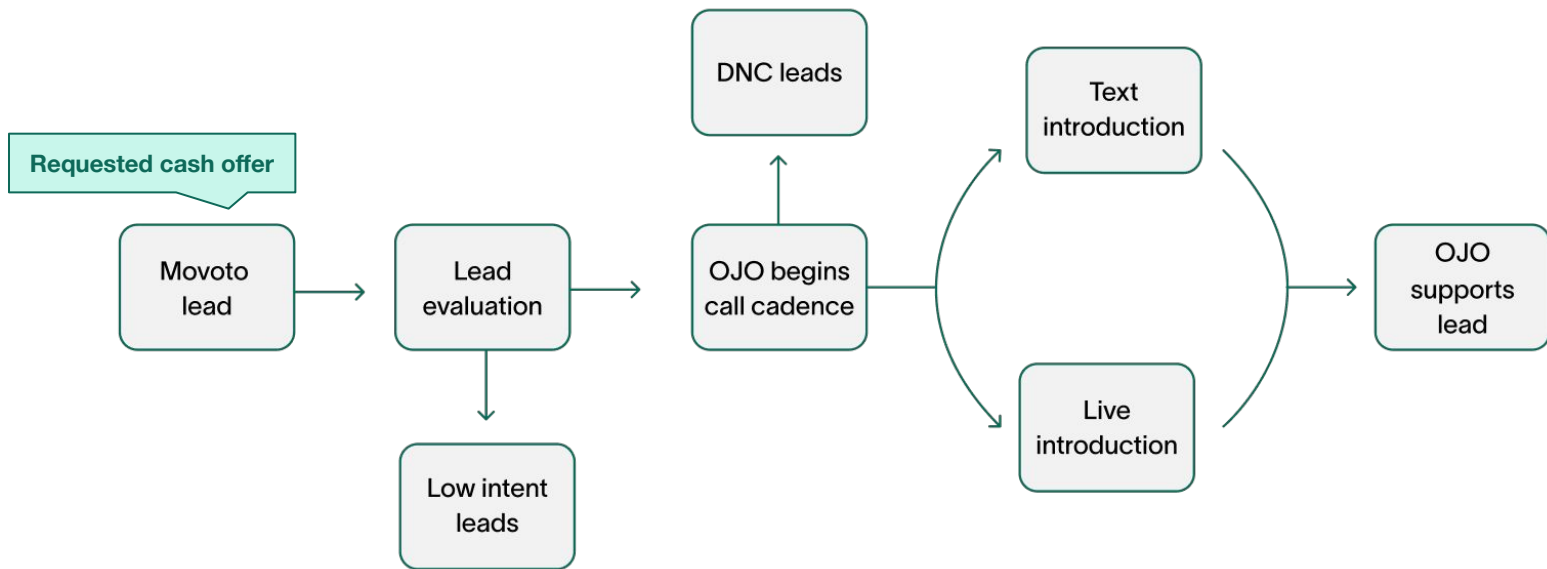 Requested cash offer
Movoto
lead
Lead
evaluation
Low intent
leads
DNC leads
OJO begins
call cadence
Text
introduction
Live
introduction
OJO
supports
lead